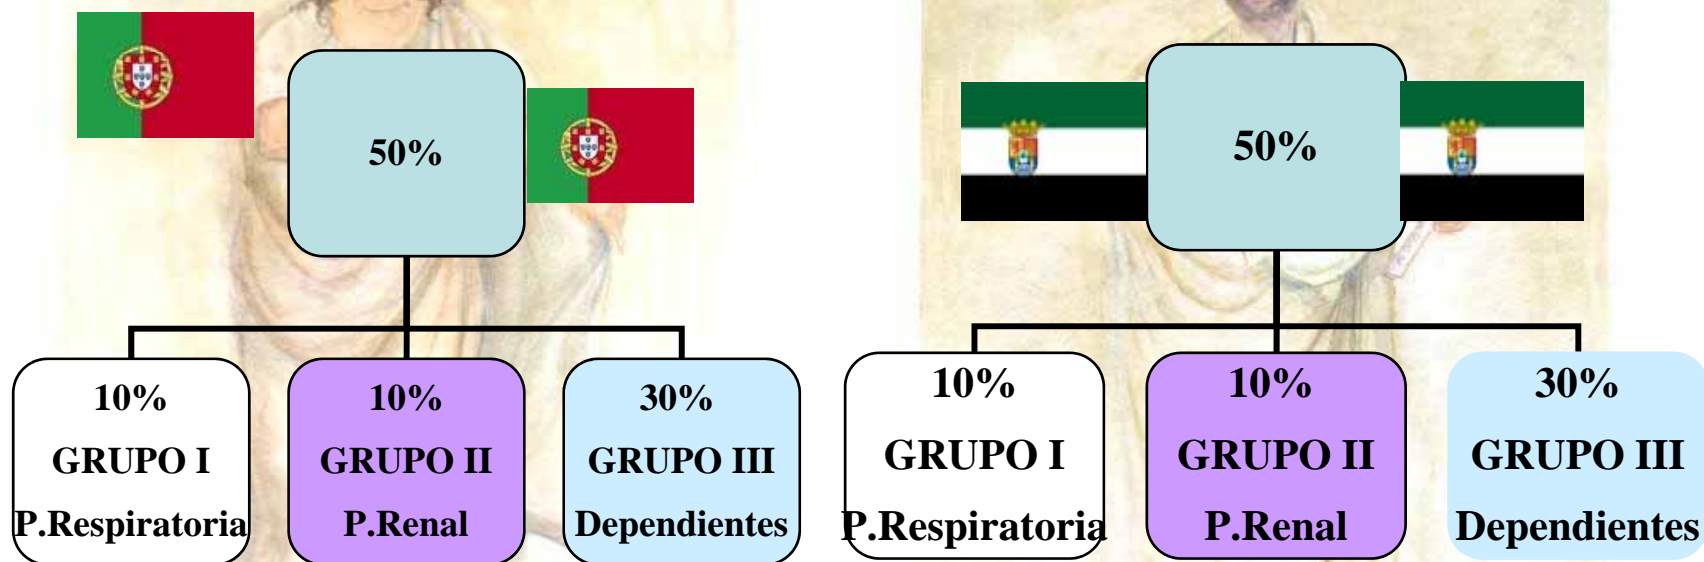 50%
10%
GRUPO I
P.Respiratoria
10%
GRUPO II
P.Renal
30%
GRUPO III
Dependientes
50%
10%
GRUPO I
P.Respiratoria
10%
GRUPO II
P.Renal
30%
GRUPO III
Dependientes